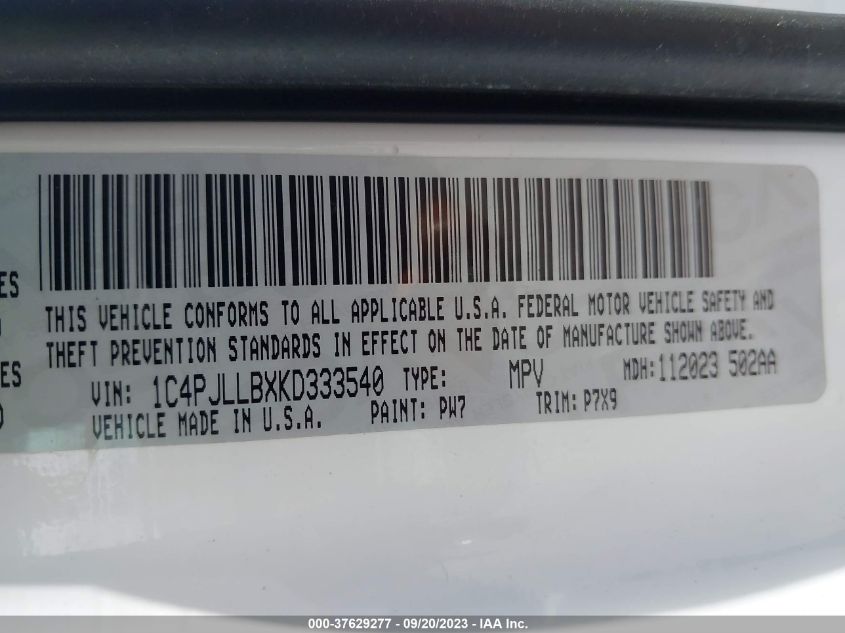 ES
THIS VEHICLE CONFORMS TO ALL APPLICABLE U.S.A. FEDERAL MOTOR VEHICLE SAFETY AND
THEFT PREVENTION STANDARDS IN EFFECT ON THE DATE OF MANUFACTURE SHOWN ABOVE.
ES
VIN: 1C4PJLLBXKD333540 TYPE: MPV MDH:112023 502AA
VEHICLE MADE IN U.S.A. PAINT: PW7 TRIM: P7X9
000-37629277 - 09/20/2023 - IAA Inc.